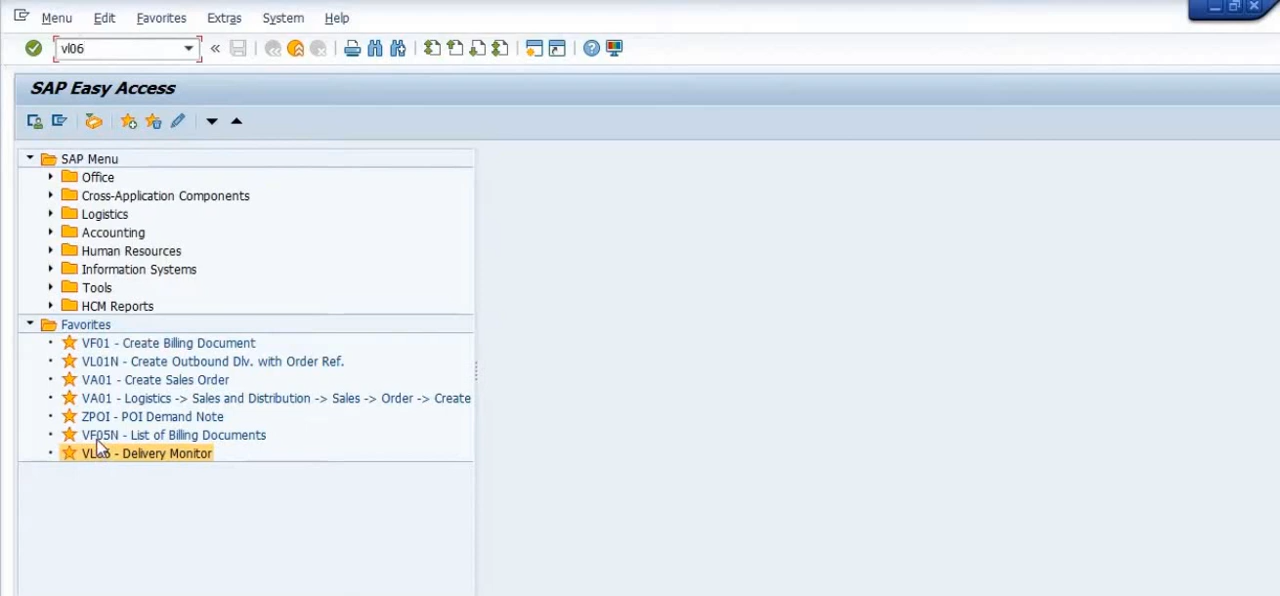 Menu Edit Favorites Extras System Help
vl06
SAP Easy Access
SAP Menu
Office
Cross-Application Components
Logistics
Accounting
Human Resources
Information Systems
Tools
HCM Reports
Favorites
VF01 - Create Billing Document
VL01N - Create Outbound Dlv. with Order Ref.
VA01 - Create Sales Order
VA01 - Logistics -> Sales and Distribution -> Sales -> Order -> Create
ZPOI - POI Demand Note
VF05N - List of Billing Documents
VL06 - Delivery Monitor